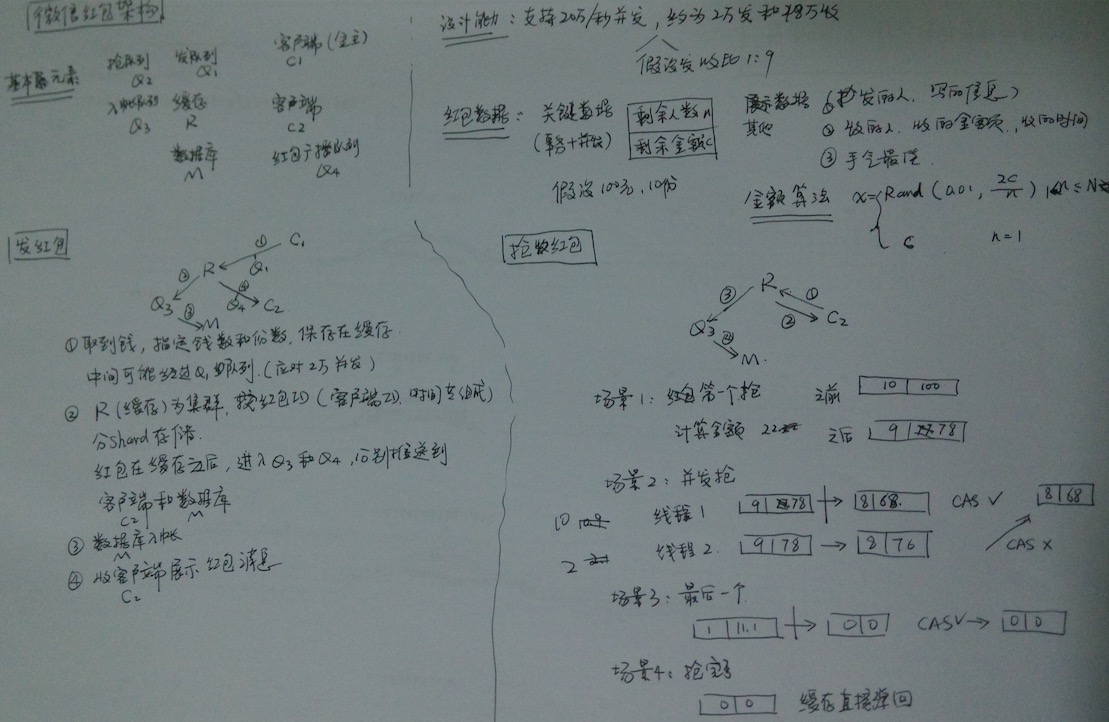 微信红包架构
基本元素
抢队列 发队列 客户端(金主)
Q2 Q1 C1
入账队列 缓存 客户端
Q3 R C2
数据库 红包广播队列
M Q4
设计能力：支持20万/秒并发，约为2万发和18万收
假设发收比1:9
红包数据：关键数据
剩余人数n
剩余金额c
假设100元，10份
展示数据 ①发的人、写的信息
其他 ②收的人、收的金额、收的时间
③手气最佳
金额算法 x= Rand(0.01, 2c/n) 1<n≤N
c n=1
发红包
① C1
R Q1
② ④
Q3 Q4 C2
③ M
①取到钱，指定钱数和份数，保存在缓存
中间可能经过Q1队列.(应对2万并发)
② R(缓存)为集群，按红包ID(客户端ID、时间等组成)
分Shard存储.
红包在缓存之后，进入Q3和Q4，分别推送到
客户端和数据库
C2 M
③ 数据库入账
M
④ 收客户端展示红包消息
C2
抢收红包
R
③ ①
Q3 ② C2
M.
场景1：红包第一个抢 之前 10 100
计算金额 22 之后 9 78
场景2：并发抢
10 线程1 9 78 → 8 68 CAS✓ 8 68
2 线程2. 9 78 → 8 76 CAS×
场景3：最后一个
1 11.1 → 0 0 CAS✓→ 0 0
场景4：抢空了
0 0 缓存直接弹回